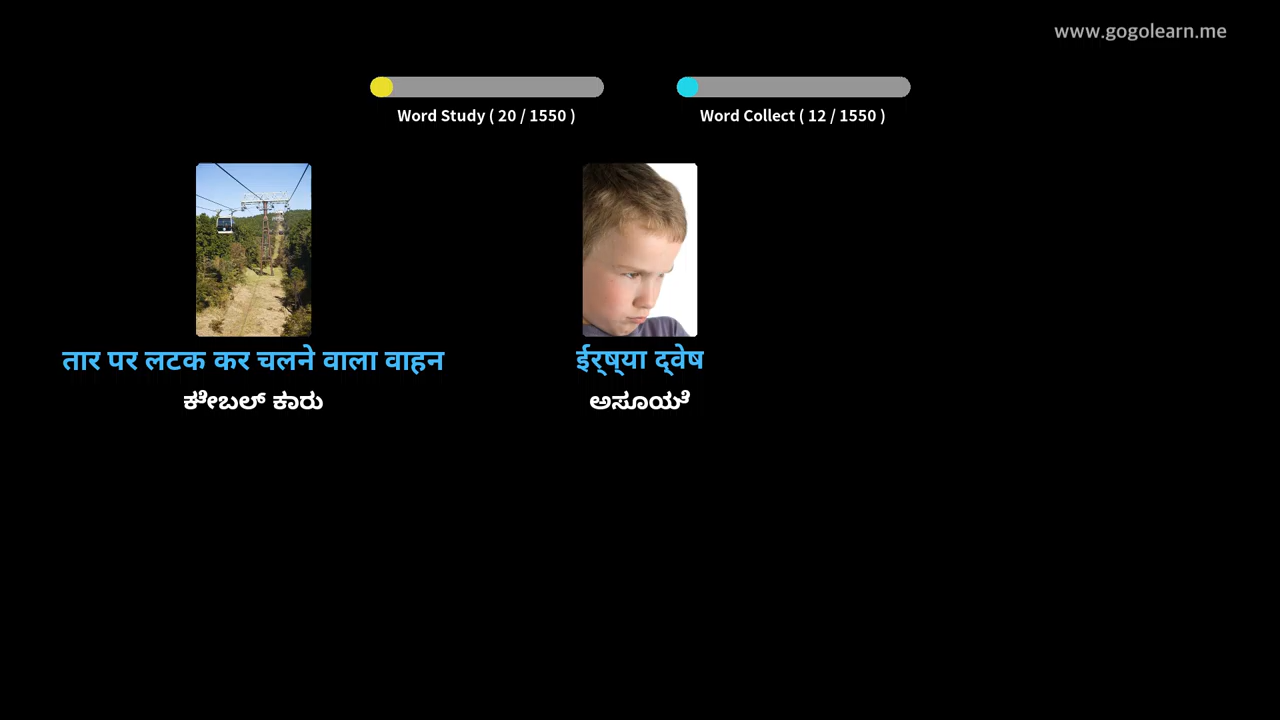 www.gogolearn.me
Word Study ( 20 / 1550 )
Word Collect ( 12 / 1550 )
तार पर लटक कर चलने वाला वाहन
ईर्ष्या द्वेष
ಕೇಬಲ್ ಕಾರು
ಅಸೂಯೆ